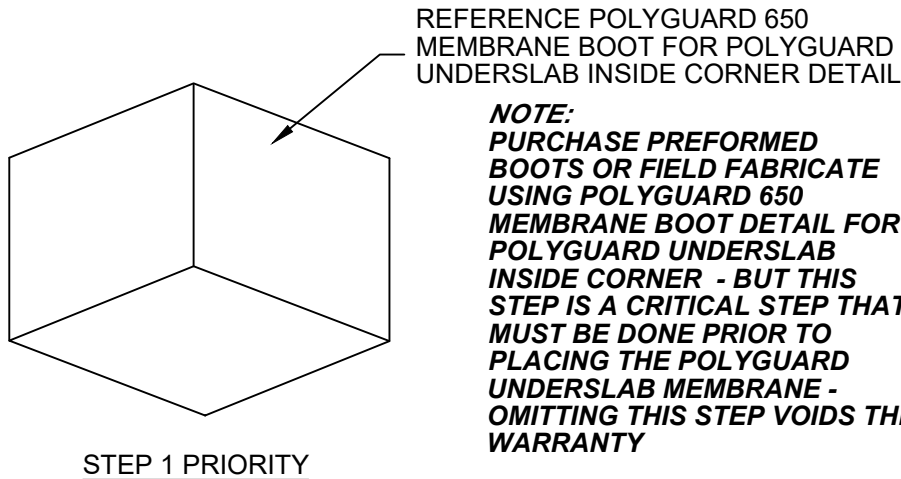 REFERENCE POLYGUARD 650
MEMBRANE BOOT FOR POLYGUARD
UNDERSLAB INSIDE CORNER DETAIL
NOTE:
PURCHASE PREFORMED
BOOTS OR FIELD FABRICATE
USING POLYGUARD 650
MEMBRANE BOOT DETAIL FOR
POLYGUARD UNDERSLAB
INSIDE CORNER - BUT THIS
STEP IS A CRITICAL STEP THAT
MUST BE DONE PRIOR TO
PLACING THE POLYGUARD
UNDERSLAB MEMBRANE -
OMITTING THIS STEP VOIDS THE
WARRANTY
STEP 1 PRIORITY